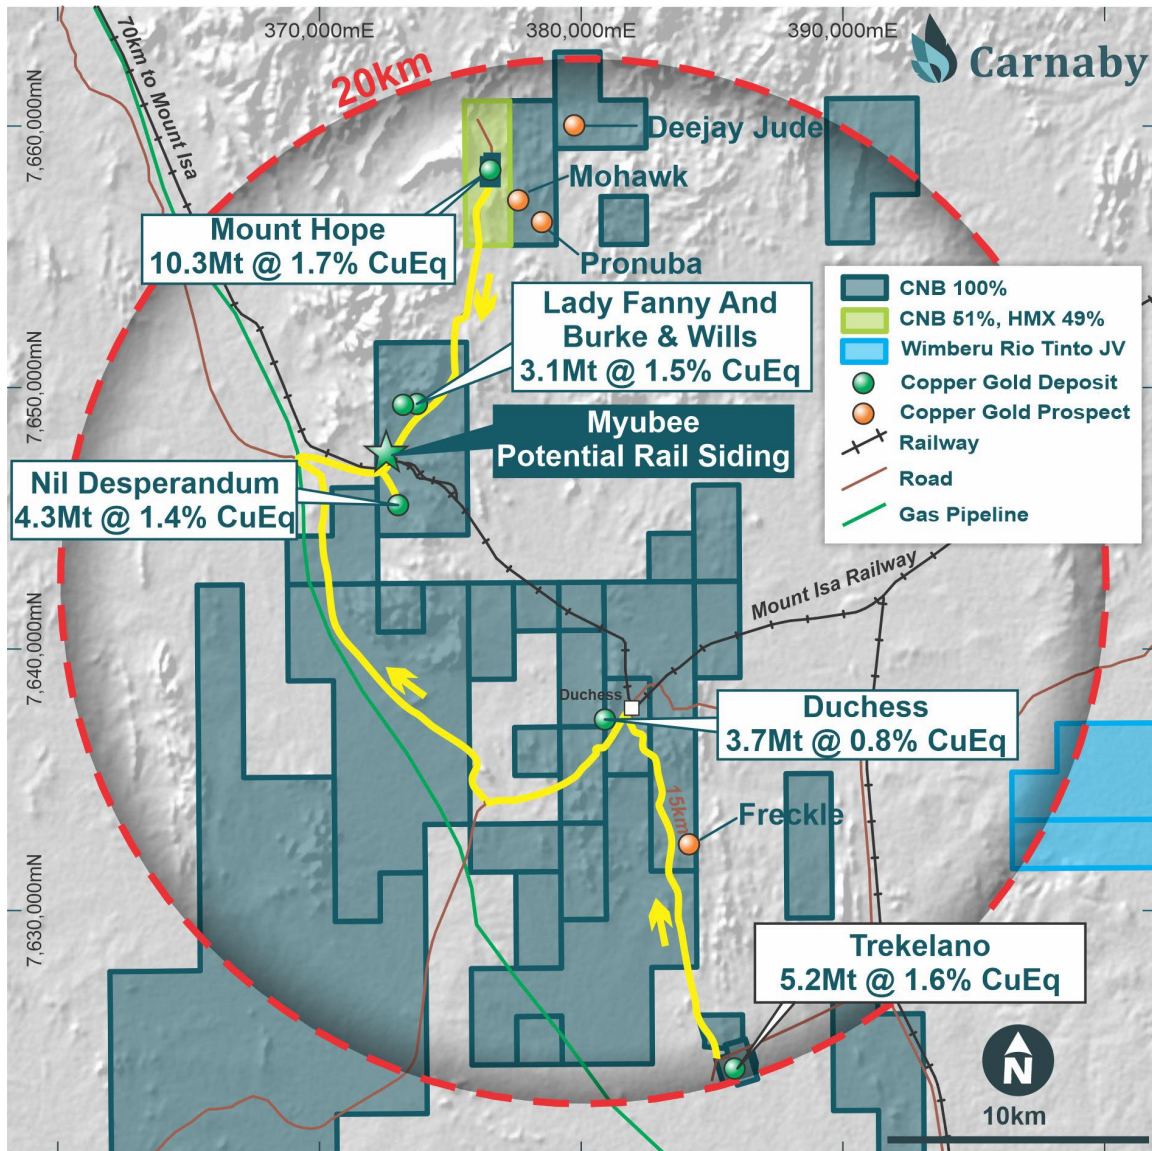 370,000mE
380,000mE
390,000mE
Carnaby
70km to Mount Isa
20km
7,660,000mN
Deejay Jude
Mohawk
Mount Hope
10.3Mt @ 1.7% CuEq
Pronuba
CNB 100%
CNB 51%, HMX 49%
Wimberu Rio Tinto JV
Copper Gold Deposit
Copper Gold Prospect
Railway
Road
Gas Pipeline
Lady Fanny And
Burke & Wills
3.1Mt @ 1.5% CuEq
7,650,000mN
Myubee
Potential Rail Siding
Nil Desperandum
4.3Mt @ 1.4% CuEq
Mount Isa Railway
7,640,000mN
Duchess
Duchess
3.7Mt @ 0.8% CuEq
15km
Freckle
7,630,000mN
Trekelano
5.2Mt @ 1.6% CuEq
N
10km